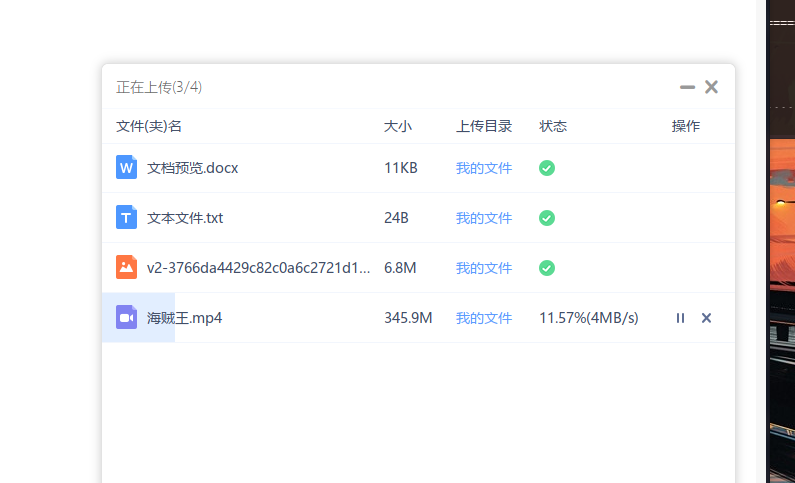 正在上传(3/4)
文件(夹)名 大小 上传目录 状态 操作
文档预览.docx 11KB 我的文件
文本文件.txt 24B 我的文件
v2-3766da4429c82c0a6c2721d1... 6.8M 我的文件
海贼王.mp4 345.9M 我的文件 11.57%(4MB/s)